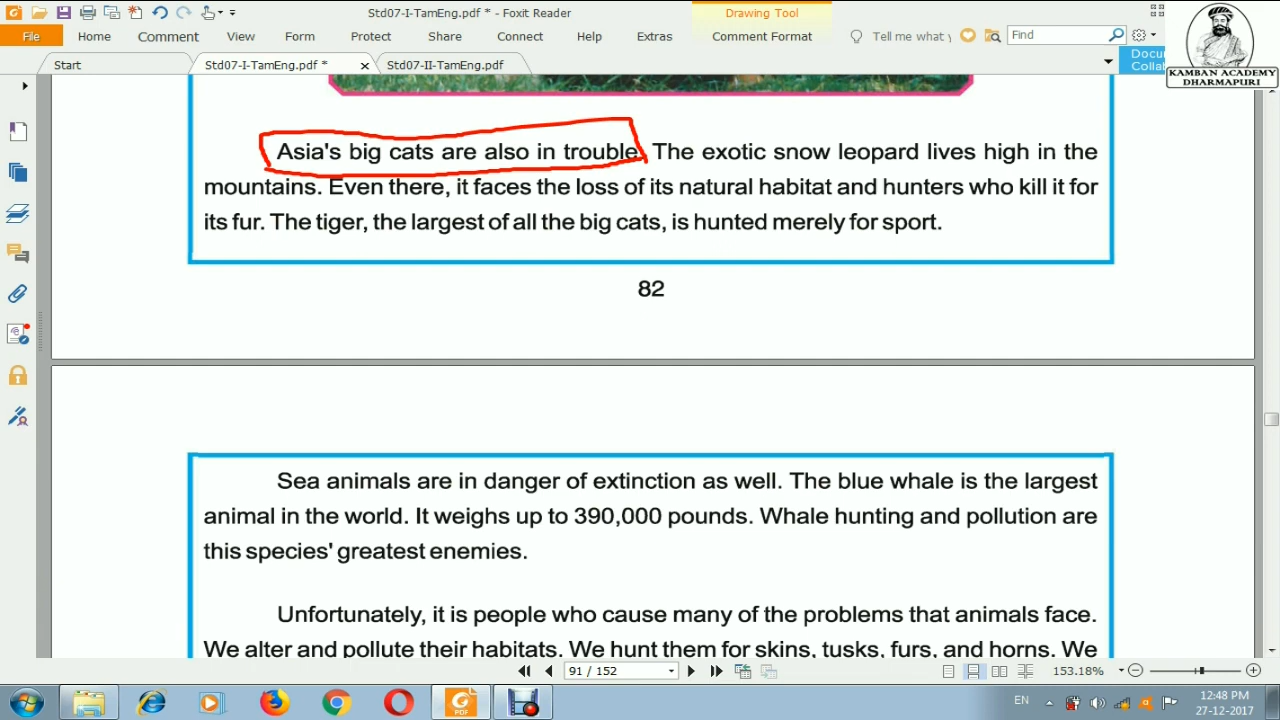 Std07-I-TamEng.pdf * - Foxit Reader
Drawing Tool
File Home Comment View Form Protect Share Connect Help Extras Comment Format Tell me what y Find
Start Std07-I-TamEng.pdf * Std07-II-TamEng.pdf
Docu
Collab
KAMBAN ACADEMY
DHARMAPURI
Asia's big cats are also in trouble. The exotic snow leopard lives high in the
mountains. Even there, it faces the loss of its natural habitat and hunters who kill it for
its fur. The tiger, the largest of all the big cats, is hunted merely for sport.
82
Sea animals are in danger of extinction as well. The blue whale is the largest
animal in the world. It weighs up to 390,000 pounds. Whale hunting and pollution are
this species' greatest enemies.
Unfortunately, it is people who cause many of the problems that animals face.
We alter and pollute their habitats. We hunt them for skins, tusks, furs, and horns. We
91 / 152
153.18%
PDF
EN
12:48 PM
27-12-2017